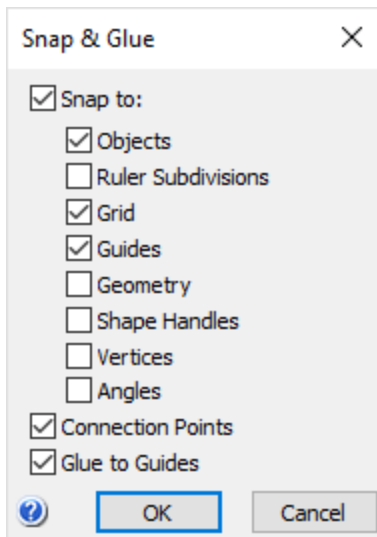 Snap & Glue
Snap to:
Objects
Ruler Subdivisions
Grid
Guides
Geometry
Shape Handles
Vertices
Angles
Connection Points
Glue to Guides
? OK Cancel